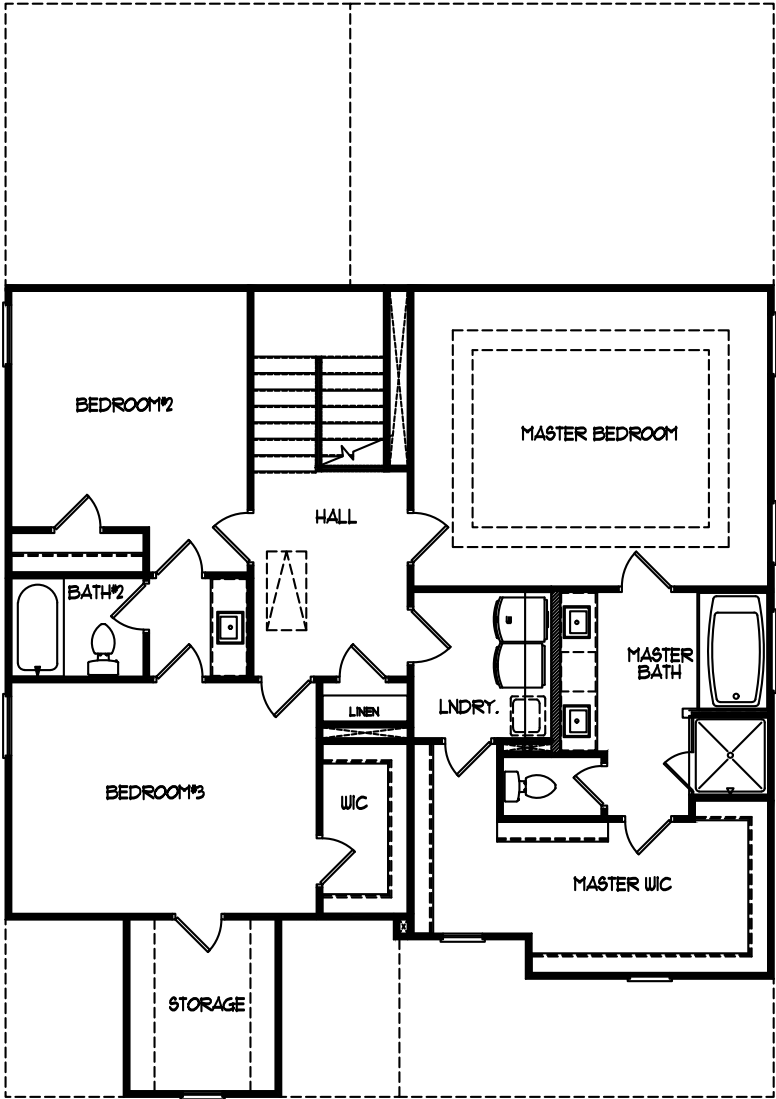 BEDROOM#2
MASTER BEDROOM
HALL
BATH#2
MASTER
BATH
LNDRY.
LINEN
BEDROOM#3
WIC
MASTER WIC
STORAGE